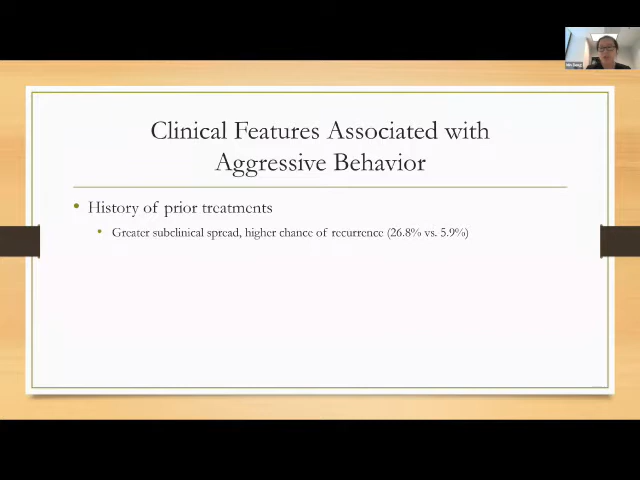 Clinical Features Associated with
Aggressive Behavior
• History of prior treatments
• Greater subclinical spread, higher chance of recurrence (26.8% vs. 5.9%)